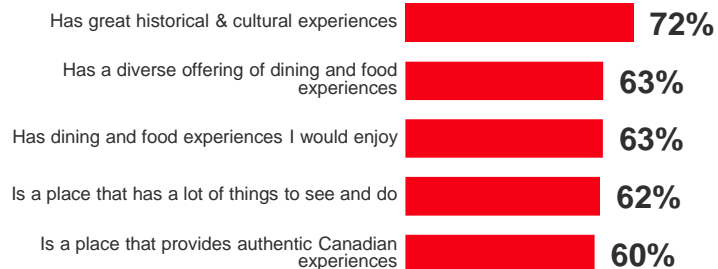 Has great historical & cultural experiences
72%
Has a diverse offering of dining and food
experiences
63%
Has dining and food experiences I would enjoy
63%
Is a place that has a lot of things to see and do
62%
Is a place that provides authentic Canadian
experiences
60%